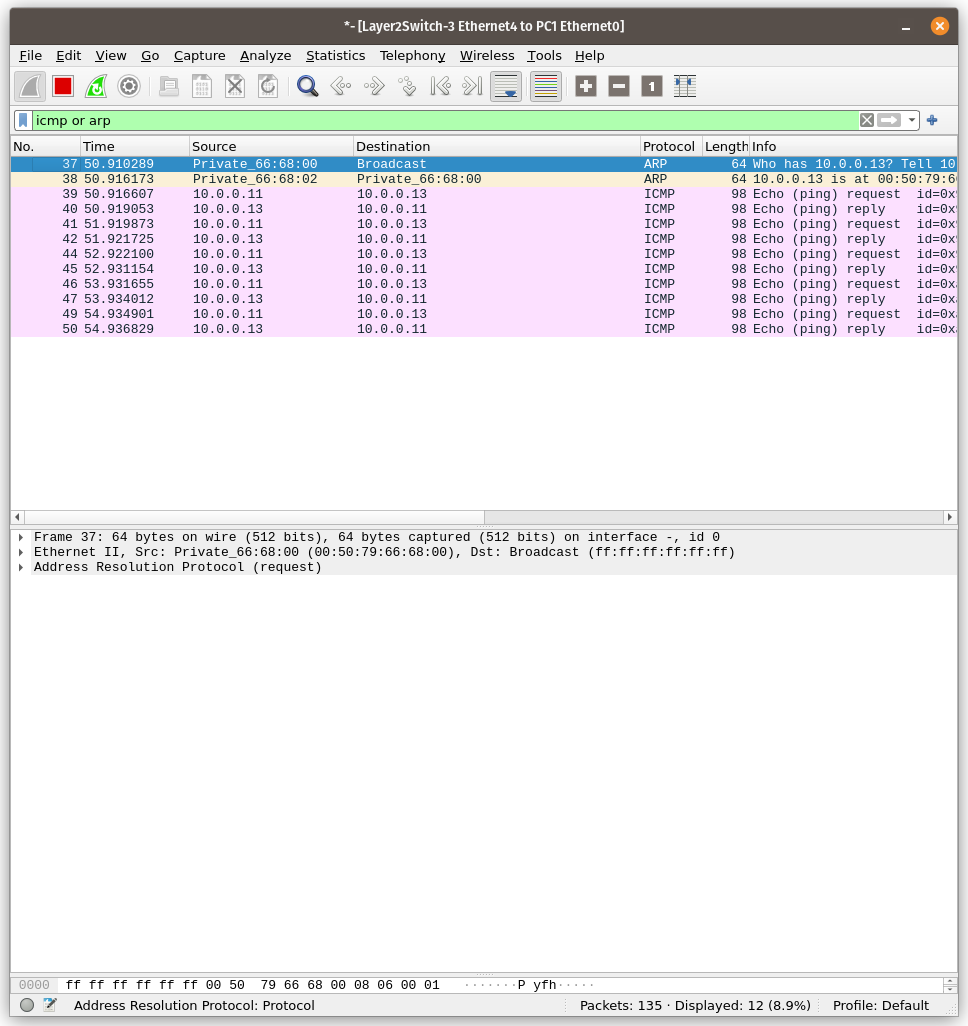 *- [Layer2Switch-3 Ethernet4 to PC1 Ethernet0]
File Edit View Go Capture Analyze Statistics Telephony Wireless Tools Help
icmp or arp
No. Time Source Destination Protocol Length Info
37 50.910289 Private_66:68:00 Broadcast ARP 64 Who has 10.0.0.13? Tell 10
38 50.916173 Private_66:68:02 Private_66:68:00 ARP 64 10.0.0.13 is at 00:50:79:6
39 50.916607 10.0.0.11 10.0.0.13 ICMP 98 Echo (ping) request id=0x
40 50.919053 10.0.0.13 10.0.0.11 ICMP 98 Echo (ping) reply id=0x
41 51.919873 10.0.0.11 10.0.0.13 ICMP 98 Echo (ping) request id=0x
42 51.921725 10.0.0.13 10.0.0.11 ICMP 98 Echo (ping) reply id=0x
44 52.922100 10.0.0.11 10.0.0.13 ICMP 98 Echo (ping) request id=0x
45 52.931154 10.0.0.13 10.0.0.11 ICMP 98 Echo (ping) reply id=0x
46 53.931655 10.0.0.11 10.0.0.13 ICMP 98 Echo (ping) request id=0x
47 53.934012 10.0.0.13 10.0.0.11 ICMP 98 Echo (ping) reply id=0x
49 54.934901 10.0.0.11 10.0.0.13 ICMP 98 Echo (ping) request id=0x
50 54.936829 10.0.0.13 10.0.0.11 ICMP 98 Echo (ping) reply id=0x
Frame 37: 64 bytes on wire (512 bits), 64 bytes captured (512 bits) on interface -, id 0
Ethernet II, Src: Private_66:68:00 (00:50:79:66:68:00), Dst: Broadcast (ff:ff:ff:ff:ff:ff)
Address Resolution Protocol (request)
0000 ff ff ff ff ff ff 00 50 79 66 68 00 08 06 00 01 ·······P yfh·····
Address Resolution Protocol: Protocol Packets: 135 · Displayed: 12 (8.9%) Profile: Default